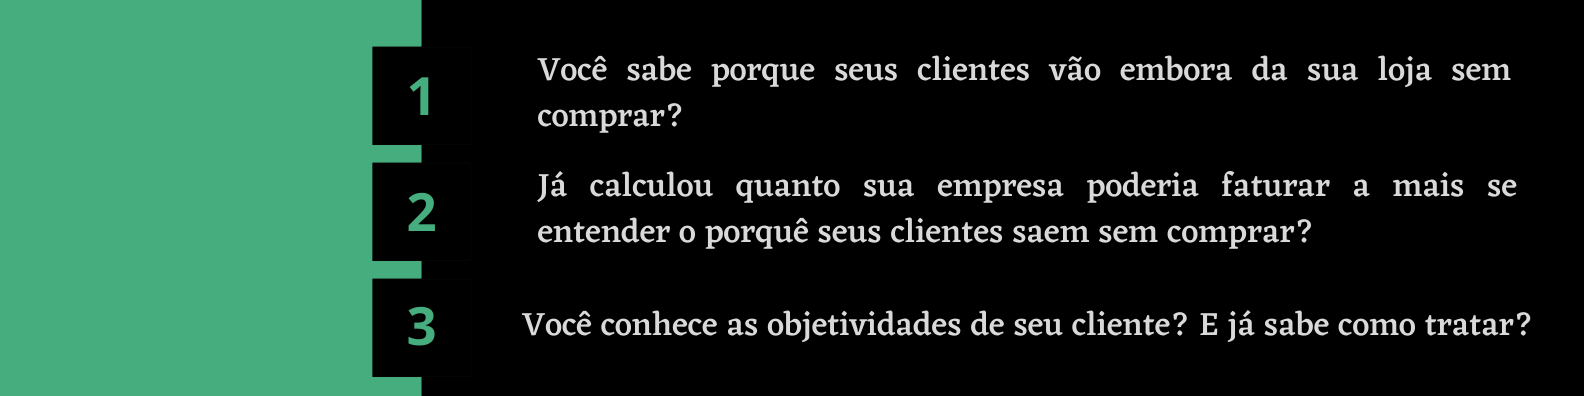 1
Você sabe porque seus clientes vão embora da sua loja sem
comprar?
2
Já calculou quanto sua empresa poderia faturar a mais se
entender o porquê seus clientes saem sem comprar?
3
Você conhece as objetividades de seu cliente? E já sabe como tratar?